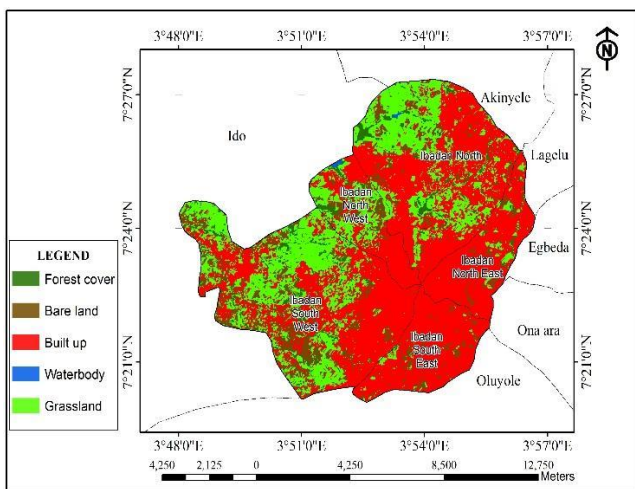 3°48'0"E 3°51'0"E 3°54'0"E 3°57'0"E
N
7°27'0"N 7°27'0"N
Akinyele
Ido
Ibadan North
Lagelu
Ibadan
North
West
7°24'0"N 7°24'0"N
LEGEND
Forest cover
Bare land
Built up
Waterbody
Grassland
Egbeda
Ibadan
North East
Ibadan
South
West
Ona ara
Ibadan
South
East
7°21'0"N 7°21'0"N
Oluyole
3°48'0"E 3°51'0"E 3°54'0"E 3°57'0"E
4,250 2,125 0 4,250 8,500 12,750
Meters